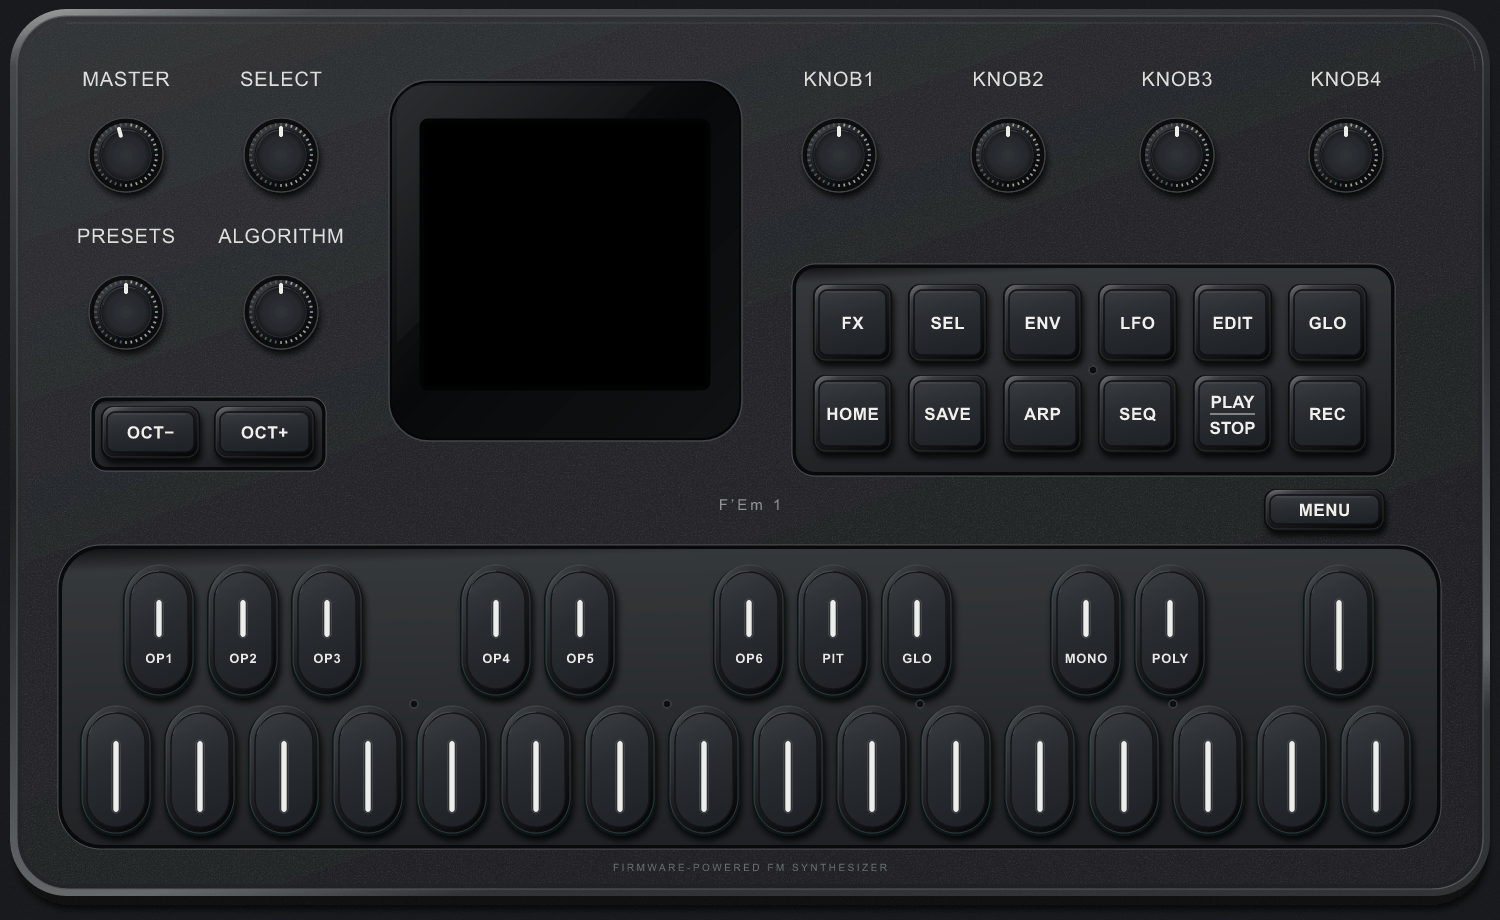 MASTER SELECT KNOB1 KNOB2 KNOB3 KNOB4
PRESETS ALGORITHM
FX SEL ENV LFO EDIT GLO
HOME SAVE ARP SEQ PLAY STOP REC
OCT− OCT+
F'Em 1
MENU
OP1 OP2 OP3 OP4 OP5 OP6 PIT GLO MONO POLY
FIRMWARE-POWERED FM SYNTHESIZER